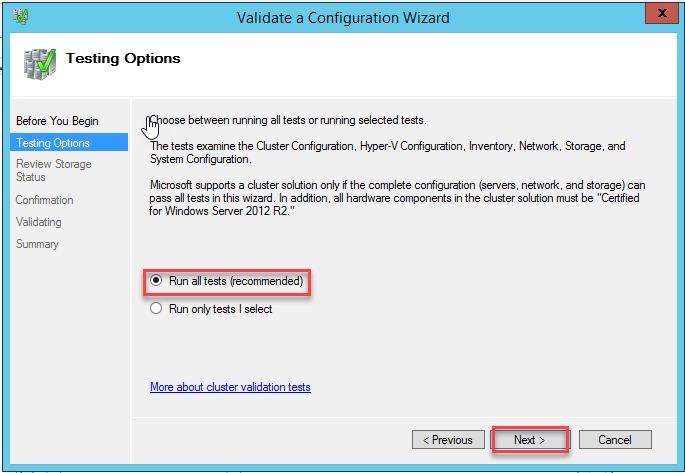 Validate a Configuration Wizard
X
Testing Options
Before You Begin
Testing Options
Review Storage
Status
Confirmation
Validating
Summary
Choose between running all tests or running selected tests.
The tests examine the Cluster Configuration, Hyper-V Configuration, Inventory, Network, Storage, and
System Configuration.
Microsoft supports a cluster solution only if the complete configuration (servers, network, and storage) can
pass all tests in this wizard. In addition, all hardware components in the cluster solution must be "Certified
for Windows Server 2012 R2."
Run all tests (recommended)
Run only tests I select
More about cluster validation tests
< Previous
Next >
Cancel